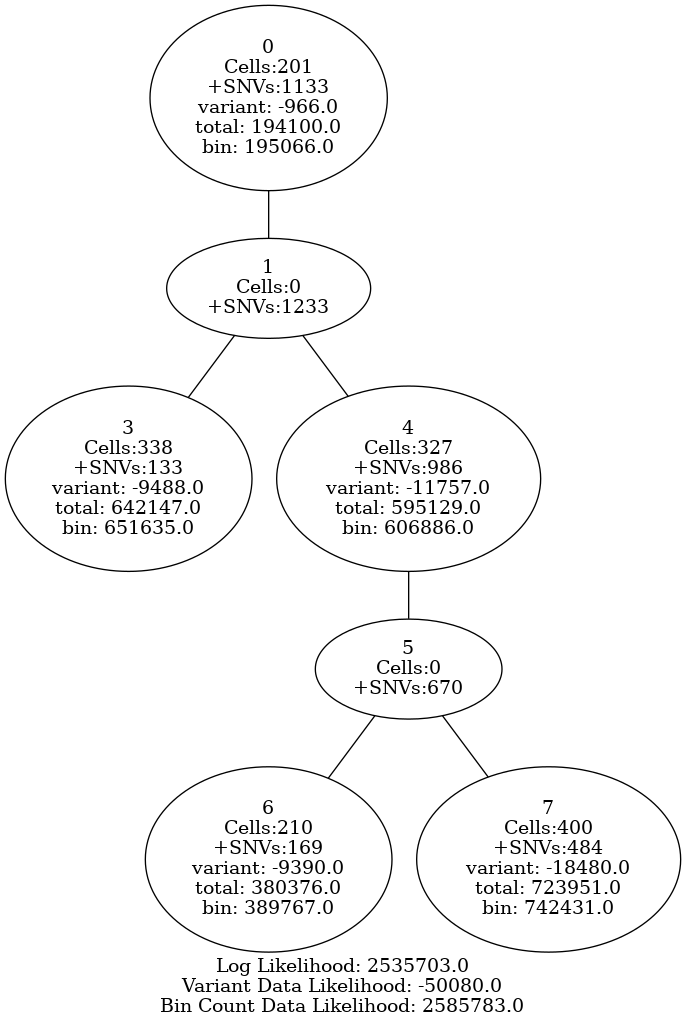 0
Cells:201
+SNVs:1133
variant: -966.0
total: 194100.0
bin: 195066.0
1
Cells:0
+SNVs:1233
3
Cells:338
+SNVs:133
variant: -9488.0
total: 642147.0
bin: 651635.0
4
Cells:327
+SNVs:986
variant: -11757.0
total: 595129.0
bin: 606886.0
5
Cells:0
+SNVs:670
6
Cells:210
+SNVs:169
variant: -9390.0
total: 380376.0
bin: 389767.0
7
Cells:400
+SNVs:484
variant: -18480.0
total: 723951.0
bin: 742431.0
Log Likelihood: 2535703.0
Variant Data Likelihood: -50080.0
Bin Count Data Likelihood: 2585783.0